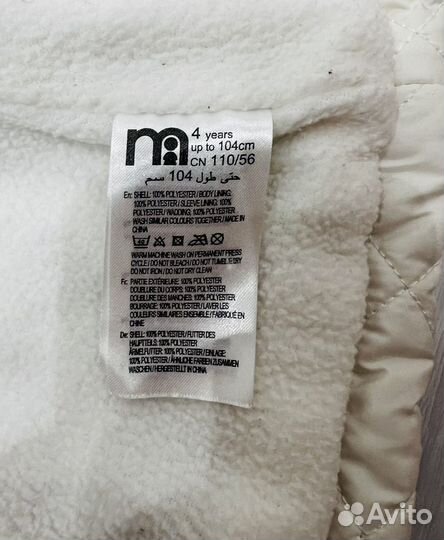 m
4 years
up to 104cm
CN 110/56
حتى طول 104 سم
En: SHELL: 100% POLYESTER / BODY LINING:
100% POLYESTER / SLEEVE LINING: 100%
POLYESTER / WADDING: 100% POLYESTER
WASH SIMILAR COLOURS TOGETHER / MADE IN
CHINA
WARM MACHINE WASH ON PERMANENT PRESS
CYCLE / DO NOT BLEACH / DO NOT TUMBLE DRY
DO NOT IRON / DO NOT DRY CLEAN
Fr: PARTIE EXTÉRIEURE: 100% POLYESTER
DOUBLURE DU CORPS: 100% POLYESTER
DOUBLURE DES MANCHES: 100% POLYESTER
BOURRAGE: 100% POLYESTER / LAVER LES
COULEURS SIMILAIRES ENSEMBLE / FABRIQUÉ EN
CHINE
De: SHELL: 100% POLYESTER / FUTTER DES
HAUPTTEILS: 100% POLYESTER
ÄRMELFUTTER: 100% POLYESTER / EINLAGE:
100% POLYESTER / ÄHNLICHE FARBEN ZUSAMMEN
WASCHEN / HERGESTELLT IN CHINA
Avito